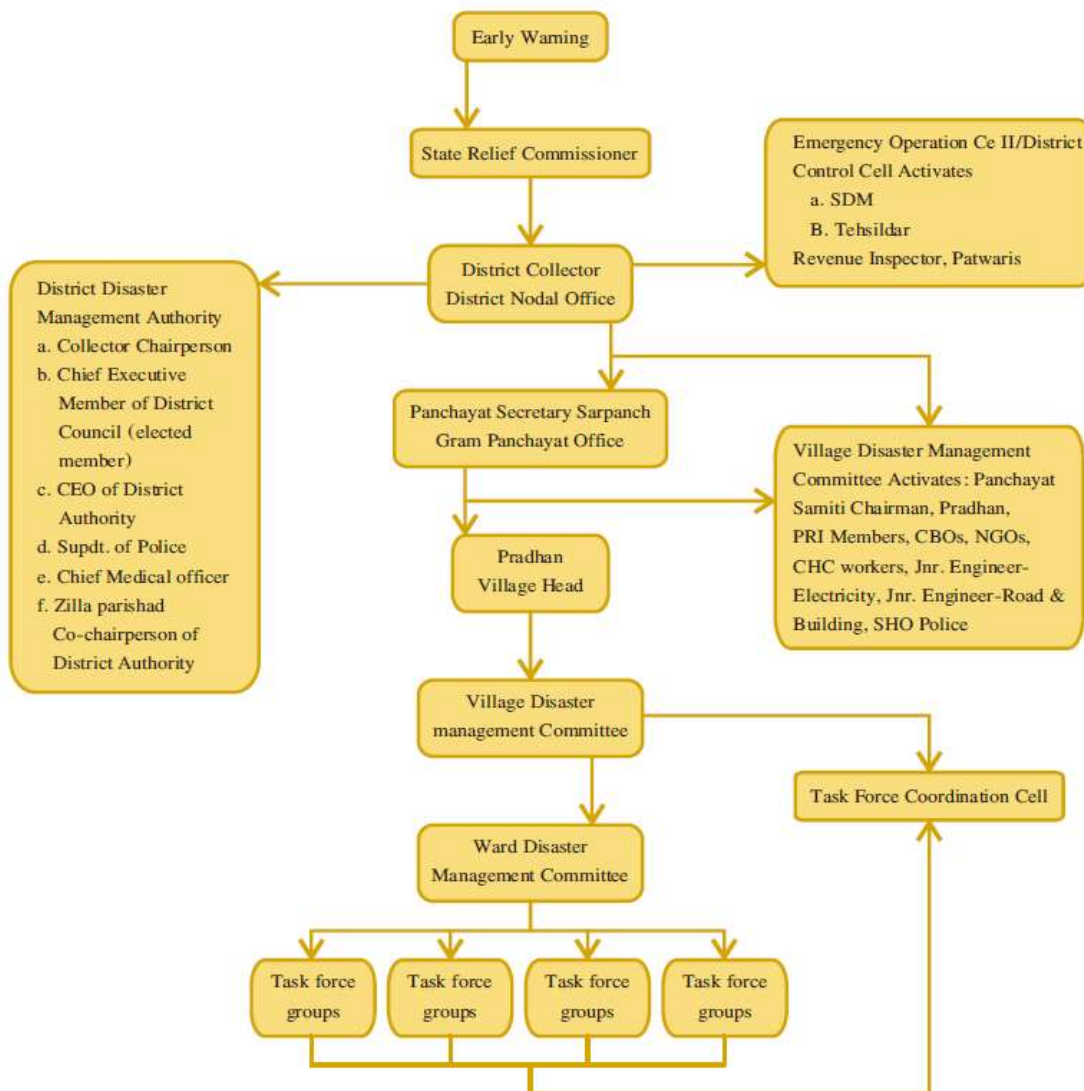 Early Warning
State Relief Commissioner
Emergency Operation Ce II/District
Control Cell Activates
a. SDM
B. Tehsildar
Revenue Inspector, Patwaris
District Collector
District Nodal Office
District Disaster
Management Authority
a. Collector Chairperson
b. Chief Executive
Member of District
Council (elected
member)
c. CEO of District
Authority
d. Supdt. of Police
e. Chief Medical officer
f. Zilla parishad
Co-chairperson of
District Authority
Panchayat Secretary Sarpanch
Gram Panchayat Office
Village Disaster Management
Committee Activates: Panchayat
Samiti Chairman, Pradhan,
PRI Members, CBOs, NGOs,
CHC workers, Jnr. Engineer-
Electricity, Jnr. Engineer-Road &
Building, SHO Police
Pradhan
Village Head
Village Disaster
management Committee
Task Force Coordination Cell
Ward Disaster
Management Committee
Task force
groups
Task force
groups
Task force
groups
Task force
groups